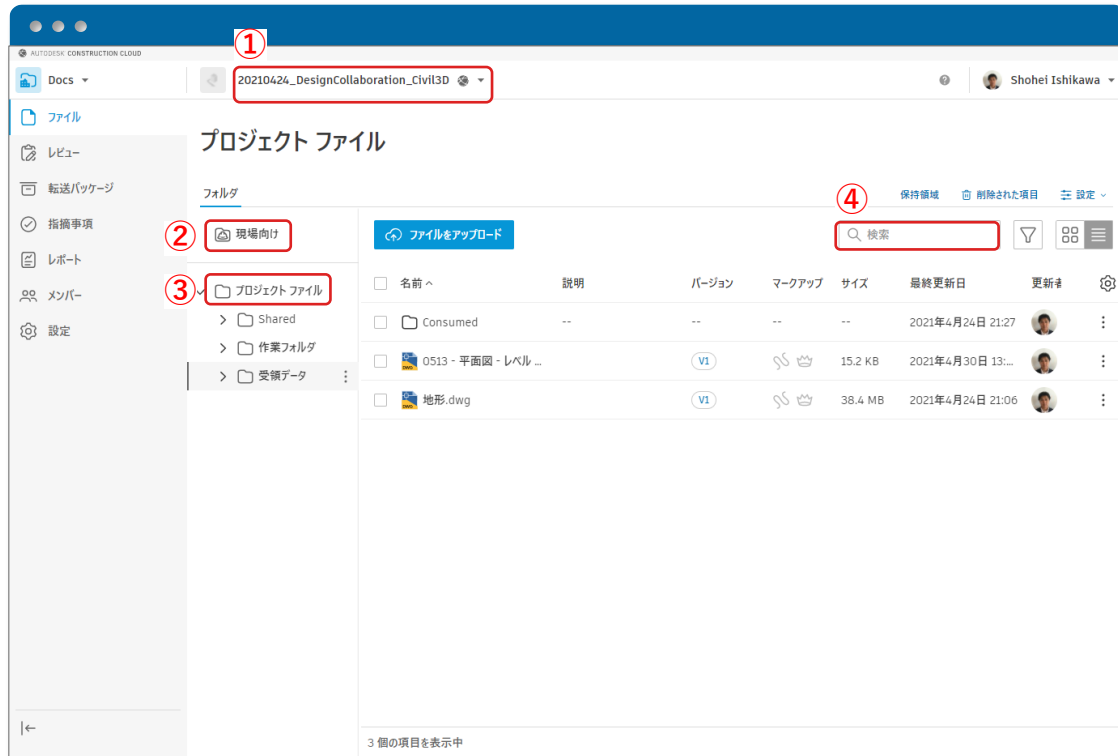 ①
AUTODESK CONSTRUCTION CLOUD
Docs
20210424_DesignCollaboration_Civil3D
Shohei Ishikawa
ファイル
レビュー
転送パッケージ
指摘事項
レポート
メンバー
設定
プロジェクト ファイル
フォルダ
④
保持領域
削除された項目
設定
②
現場向け
ファイルをアップロード
検索
③
プロジェクト ファイル
Shared
作業フォルダ
受領データ
名前 説明 バージョン マークアップ サイズ 最終更新日 更新者
Consumed -- -- -- -- 2021年4月24日 21:27
0513 - 平面図 - レベル ... V1 15.2 KB 2021年4月30日 13:...
地形.dwg V1 38.4 MB 2021年4月24日 21:06
3 個の項目を表示中